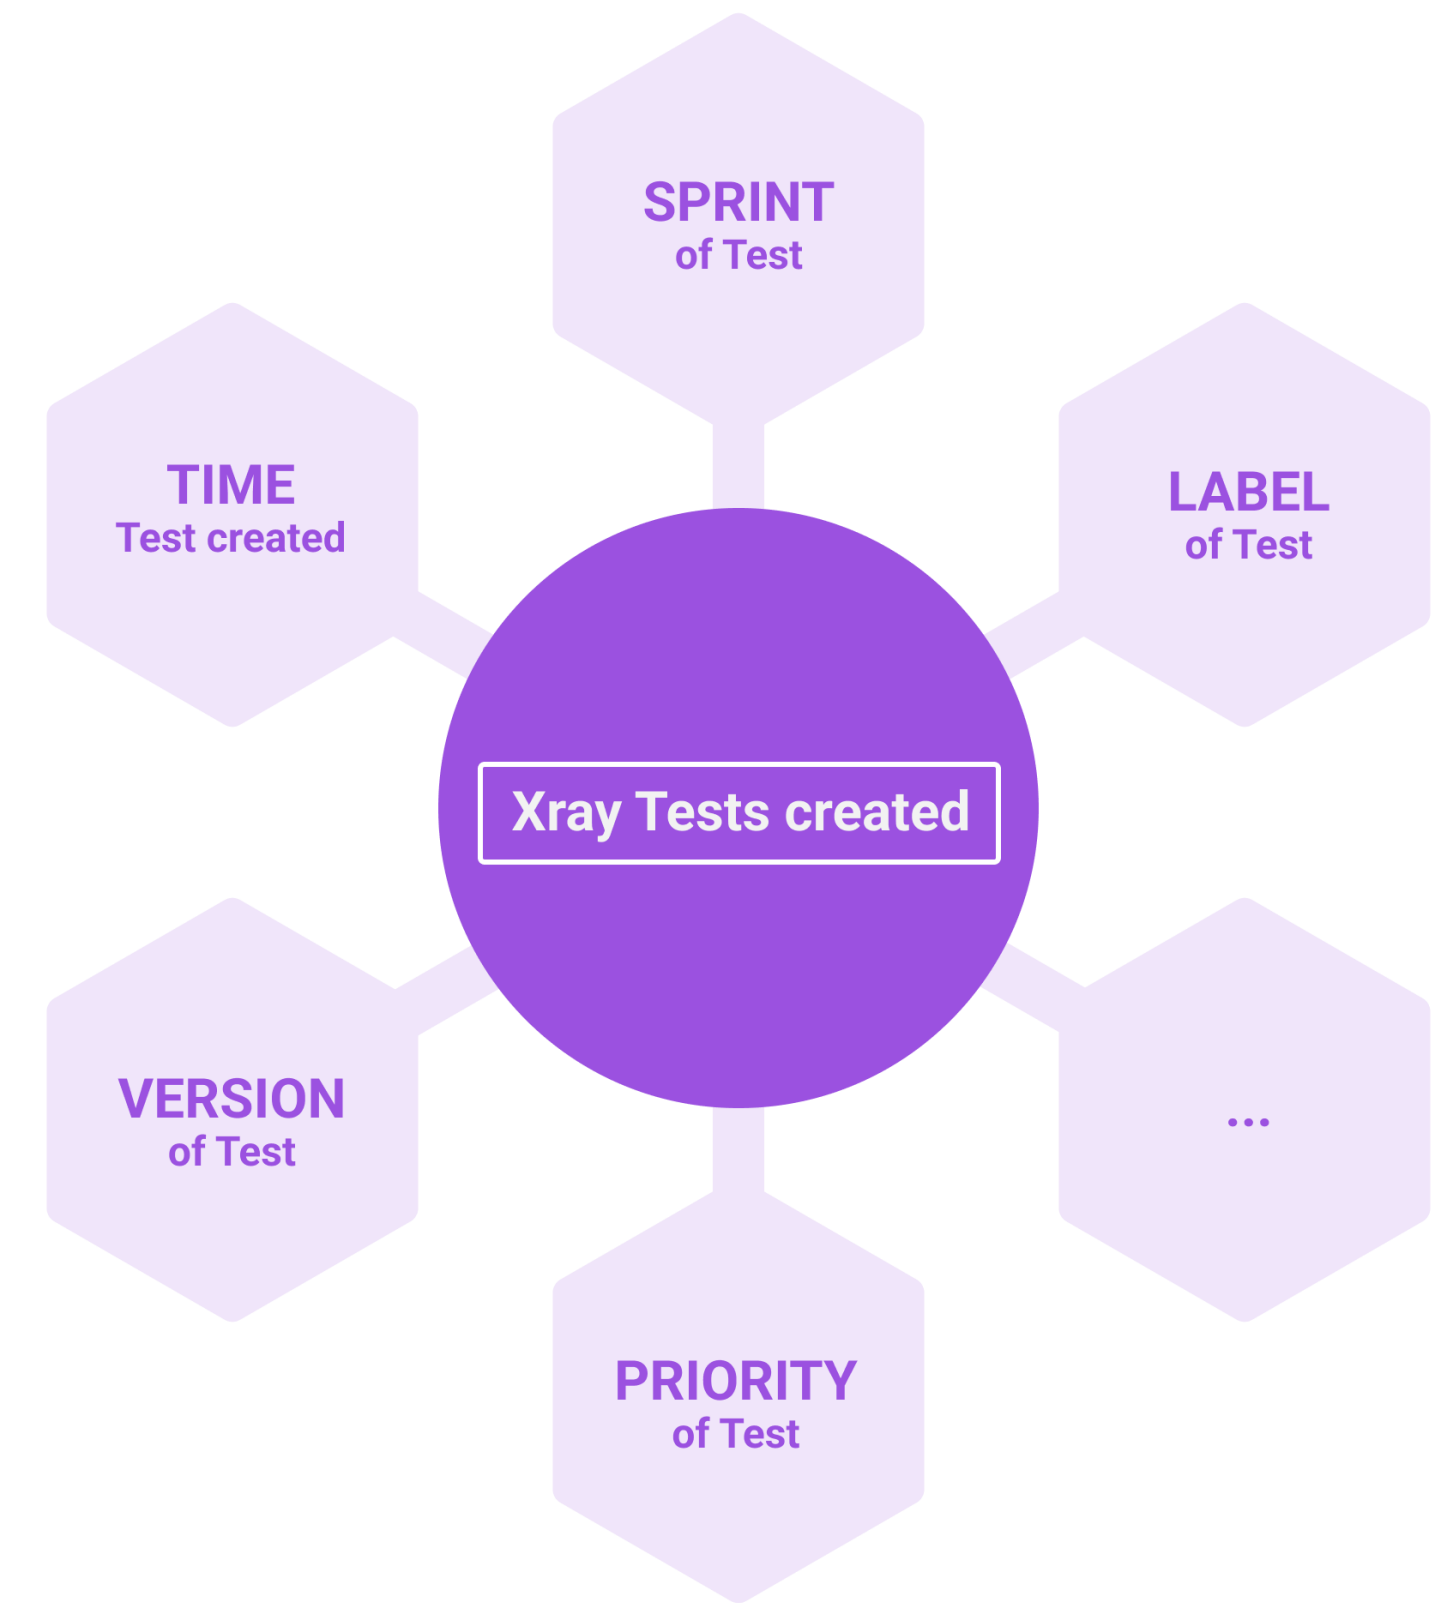 SPRINT
of Test
TIME
Test created
LABEL
of Test
Xray Tests created
VERSION
of Test
...
PRIORITY
of Test